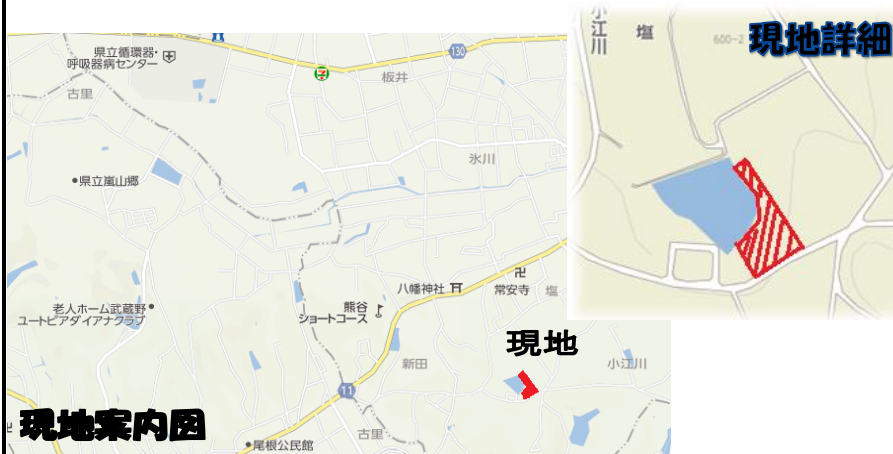 県立循環器・
呼吸器病センター
古里
130
板井
氷川
県立嵐山郷
八幡神社
常安寺
塩
老人ホーム武蔵野
ユートピアダイアナクラブ
熊谷
ショートコース
現地
新田
小江川
11
古里
尾根公民館
現地案内図
小江川
塩
600-2
現地詳細